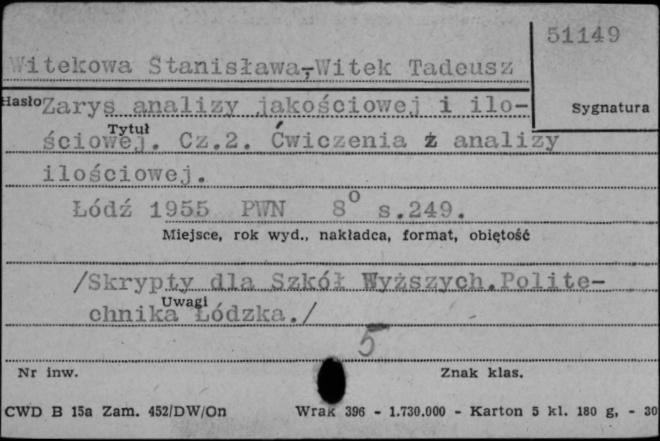 51149
Witekowa Stanisława,-Witek Tadeusz
Hasło Zarys analizy jakościowej i ilo-
Sygnatura
Tytuł
ściowej. Cz.2. Ćwiczenia z analizy
ilościowej.
Łódź 1955 PWN 8° s.249.
Miejsce, rok wyd., nakładca, format, objętość
/Skrypty dla Szkół Wyższych.Polite-
Uwagi
chnika Łódzka./
5
Nr inw. Znak klas.
CWD B 15a Zam. 452/DW/On Wrak 396 - 1.730.000 - Karton 5 kl. 180 g, - 30